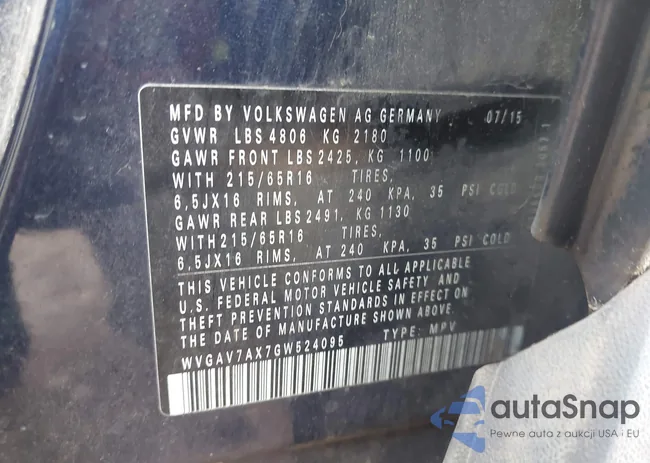 MFD BY VOLKSWAGEN AG GERMANY 07/15
GVWR LBS 4806 KG 2180
GAWR FRONT LBS 2425, KG 1100
WITH 215/65R16 TIRES,
6,5JX16 RIMS, AT 240 KPA, 35 PSI COLD
GAWR REAR LBS 2491, KG 1130
WITH 215/65R16 TIRES,
6,5JX16 RIMS, AT 240 KPA, 35 PSI COLD
THIS VEHICLE CONFORMS TO ALL APPLICABLE
U.S. FEDERAL MOTOR VEHICLE SAFETY AND
THEFT PREVENTION STANDARDS IN EFFECT ON
THE DATE OF MANUFACTURE SHOWN ABOVE.
WVGAV7AX7GW524095 TYPE: MPV
autaSnap
Pewne auta z aukcji USA i EU